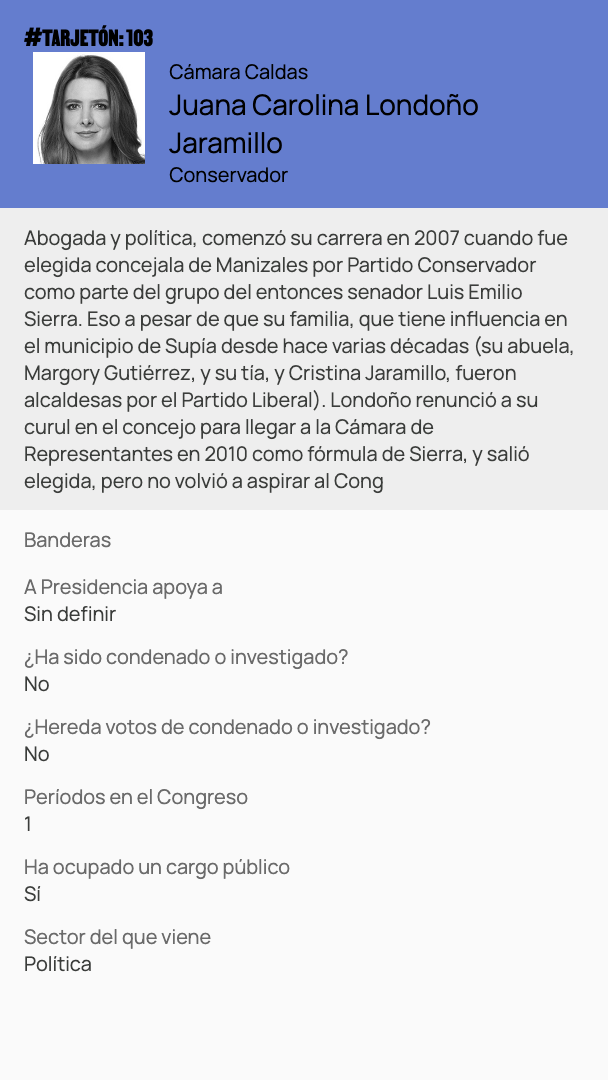 #TARJETÓN: 103
Cámara Caldas
Juana Carolina Londoño
Jaramillo
Conservador
Abogada y política, comenzó su carrera en 2007 cuando fue
elegida concejala de Manizales por Partido Conservador
como parte del grupo del entonces senador Luis Emilio
Sierra. Eso a pesar de que su familia, que tiene influencia en
el municipio de Supía desde hace varias décadas (su abuela,
Margory Gutiérrez, y su tía, y Cristina Jaramillo, fueron
alcaldesas por el Partido Liberal). Londoño renunció a su
curul en el concejo para llegar a la Cámara de
Representantes en 2010 como fórmula de Sierra, y salió
elegida, pero no volvió a aspirar al Cong
Banderas
A Presidencia apoya a
Sin definir
¿Ha sido condenado o investigado?
No
¿Hereda votos de condenado o investigado?
No
Períodos en el Congreso
1
Ha ocupado un cargo público
Sí
Sector del que viene
Política